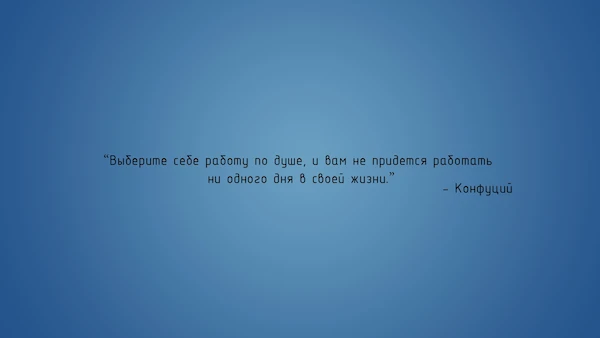 “Выберите себе работу по душе, и вам не придется работать
ни одного дня в своей жизни.”
- Конфуций